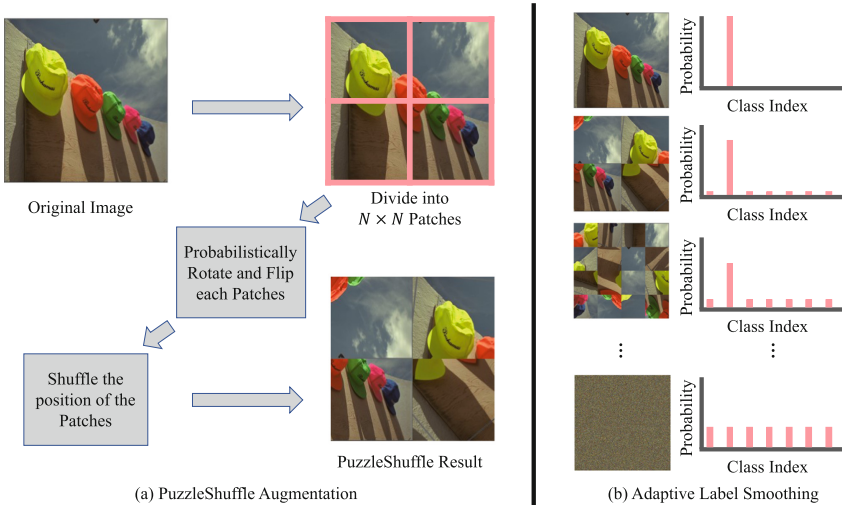 Original Image
Divide into
N × N Patches
Probabilistically
Rotate and Flip
each Patches
Shuffle the
position of the
Patches
PuzzleShuffle Result
(a) PuzzleShuffle Augmentation
Probability
Class Index
Probability
Class Index
Probability
Class Index
Probability
Class Index
(b) Adaptive Label Smoothing